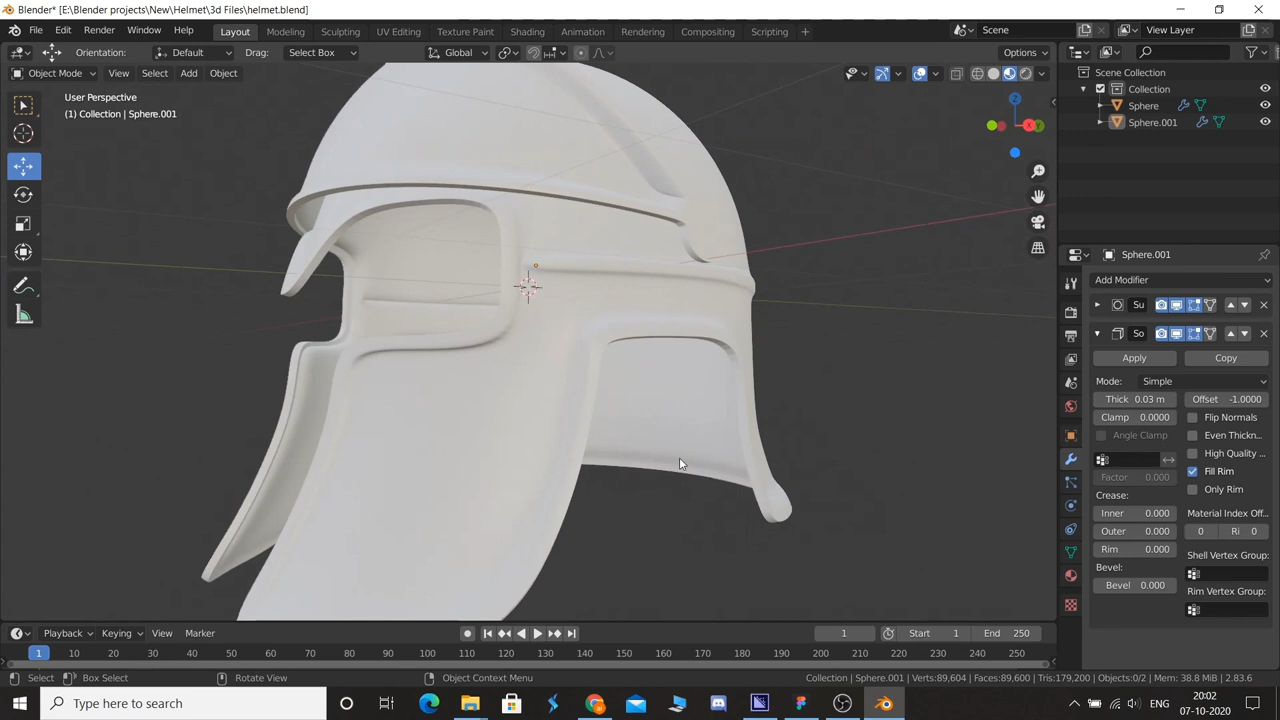 Blender* [E:\Blender projects\New\Helmet\3d Files\helmet.blend]
File Edit Render Window Help Layout Modeling Sculpting UV Editing Texture Paint Shading Animation Rendering Compositing Scripting + Scene View Layer
Orientation: Default Drag: Select Box Global Options
Object Mode View Select Add Object
User Perspective
(1) Collection | Sphere.001
Z
X
Y
Scene Collection
Collection
Sphere
Sphere.001
Sphere.001
Add Modifier
Su
So
Apply Copy
Mode: Simple
Thick 0.03 m Offset -1.0000
Clamp 0.0000 Flip Normals
Angle Clamp Even Thickn...
High Quality ...
Factor 0.000 Fill Rim
Crease: Only Rim
Inner 0.000 Material Index Off...
Outer 0.000 0 Ri 0
Rim 0.000 Shell Vertex Group:
Bevel:
Bevel 0.000 Rim Vertex Group:
Playback Keying View Marker 1 Start 1 End 250
1 10 20 30 40 50 60 70 80 90 100 110 120 130 140 150 160 170 180 190 200 210 220 230 240 250
Select Box Select Rotate View Object Context Menu Collection | Sphere.001 | Verts:89,604 | Faces:89,600 | Tris:179,200 | Objects:0/2 | Mem: 38.8 MiB | 2.83.6
Type here to search ENG 20:02
07-10-2020